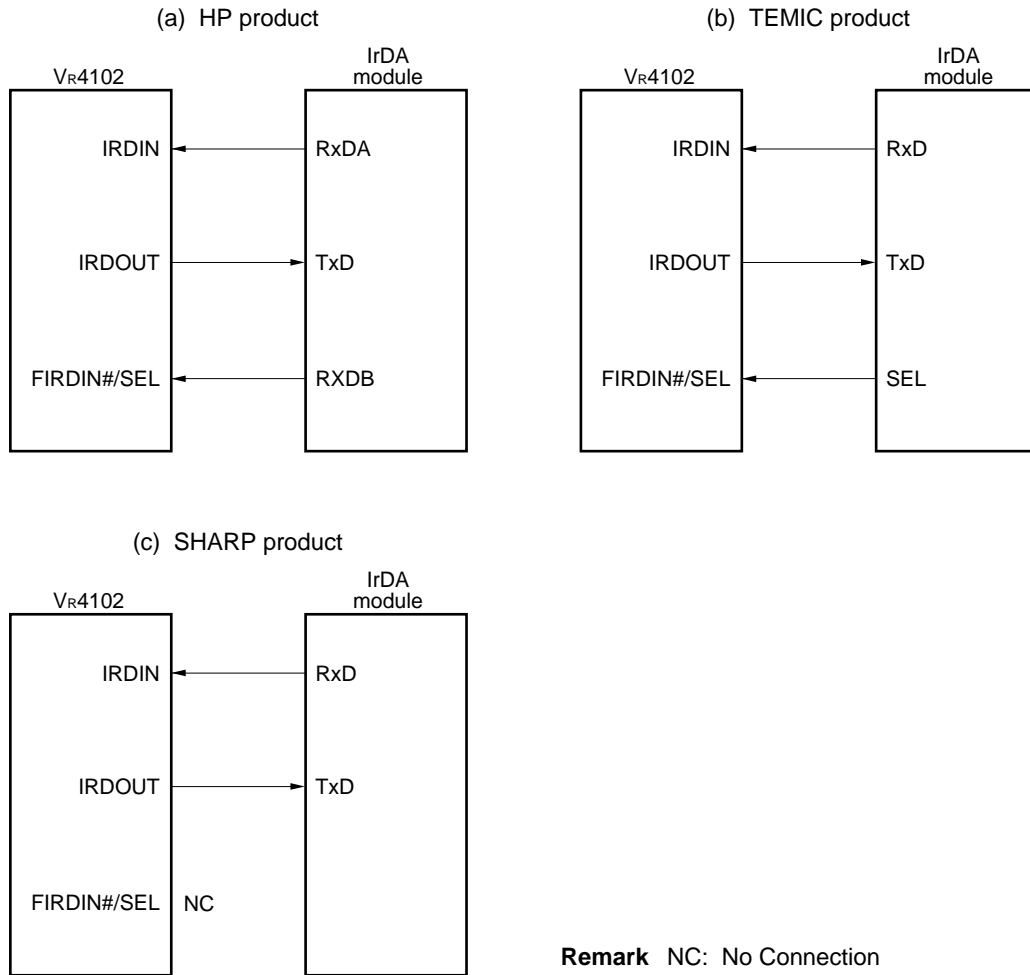 (a) HP product
VR4102
IrDA
module
IRDIN
RxDA
IRDOUT
TxD
FIRDIN#/SEL
RXDB
(b) TEMIC product
VR4102
IrDA
module
IRDIN
RxD
IRDOUT
TxD
FIRDIN#/SEL
SEL
(c) SHARP product
VR4102
IrDA
module
IRDIN
RxD
IRDOUT
TxD
FIRDIN#/SEL
NC
Remark NC: No Connection